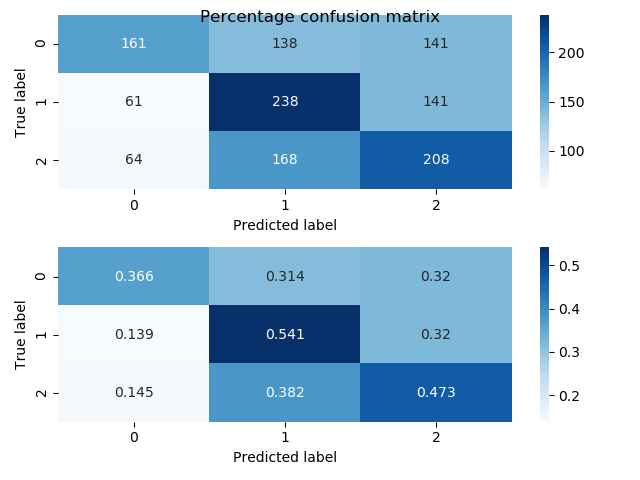 Percentage confusion matrix
True label
0 161 138 141
1 61 238 141
2 64 168 208
0 1 2
Predicted label
200
150
100
True label
0 0.366 0.314 0.32
1 0.139 0.541 0.32
2 0.145 0.382 0.473
0 1 2
Predicted label
0.5
0.4
0.3
0.2